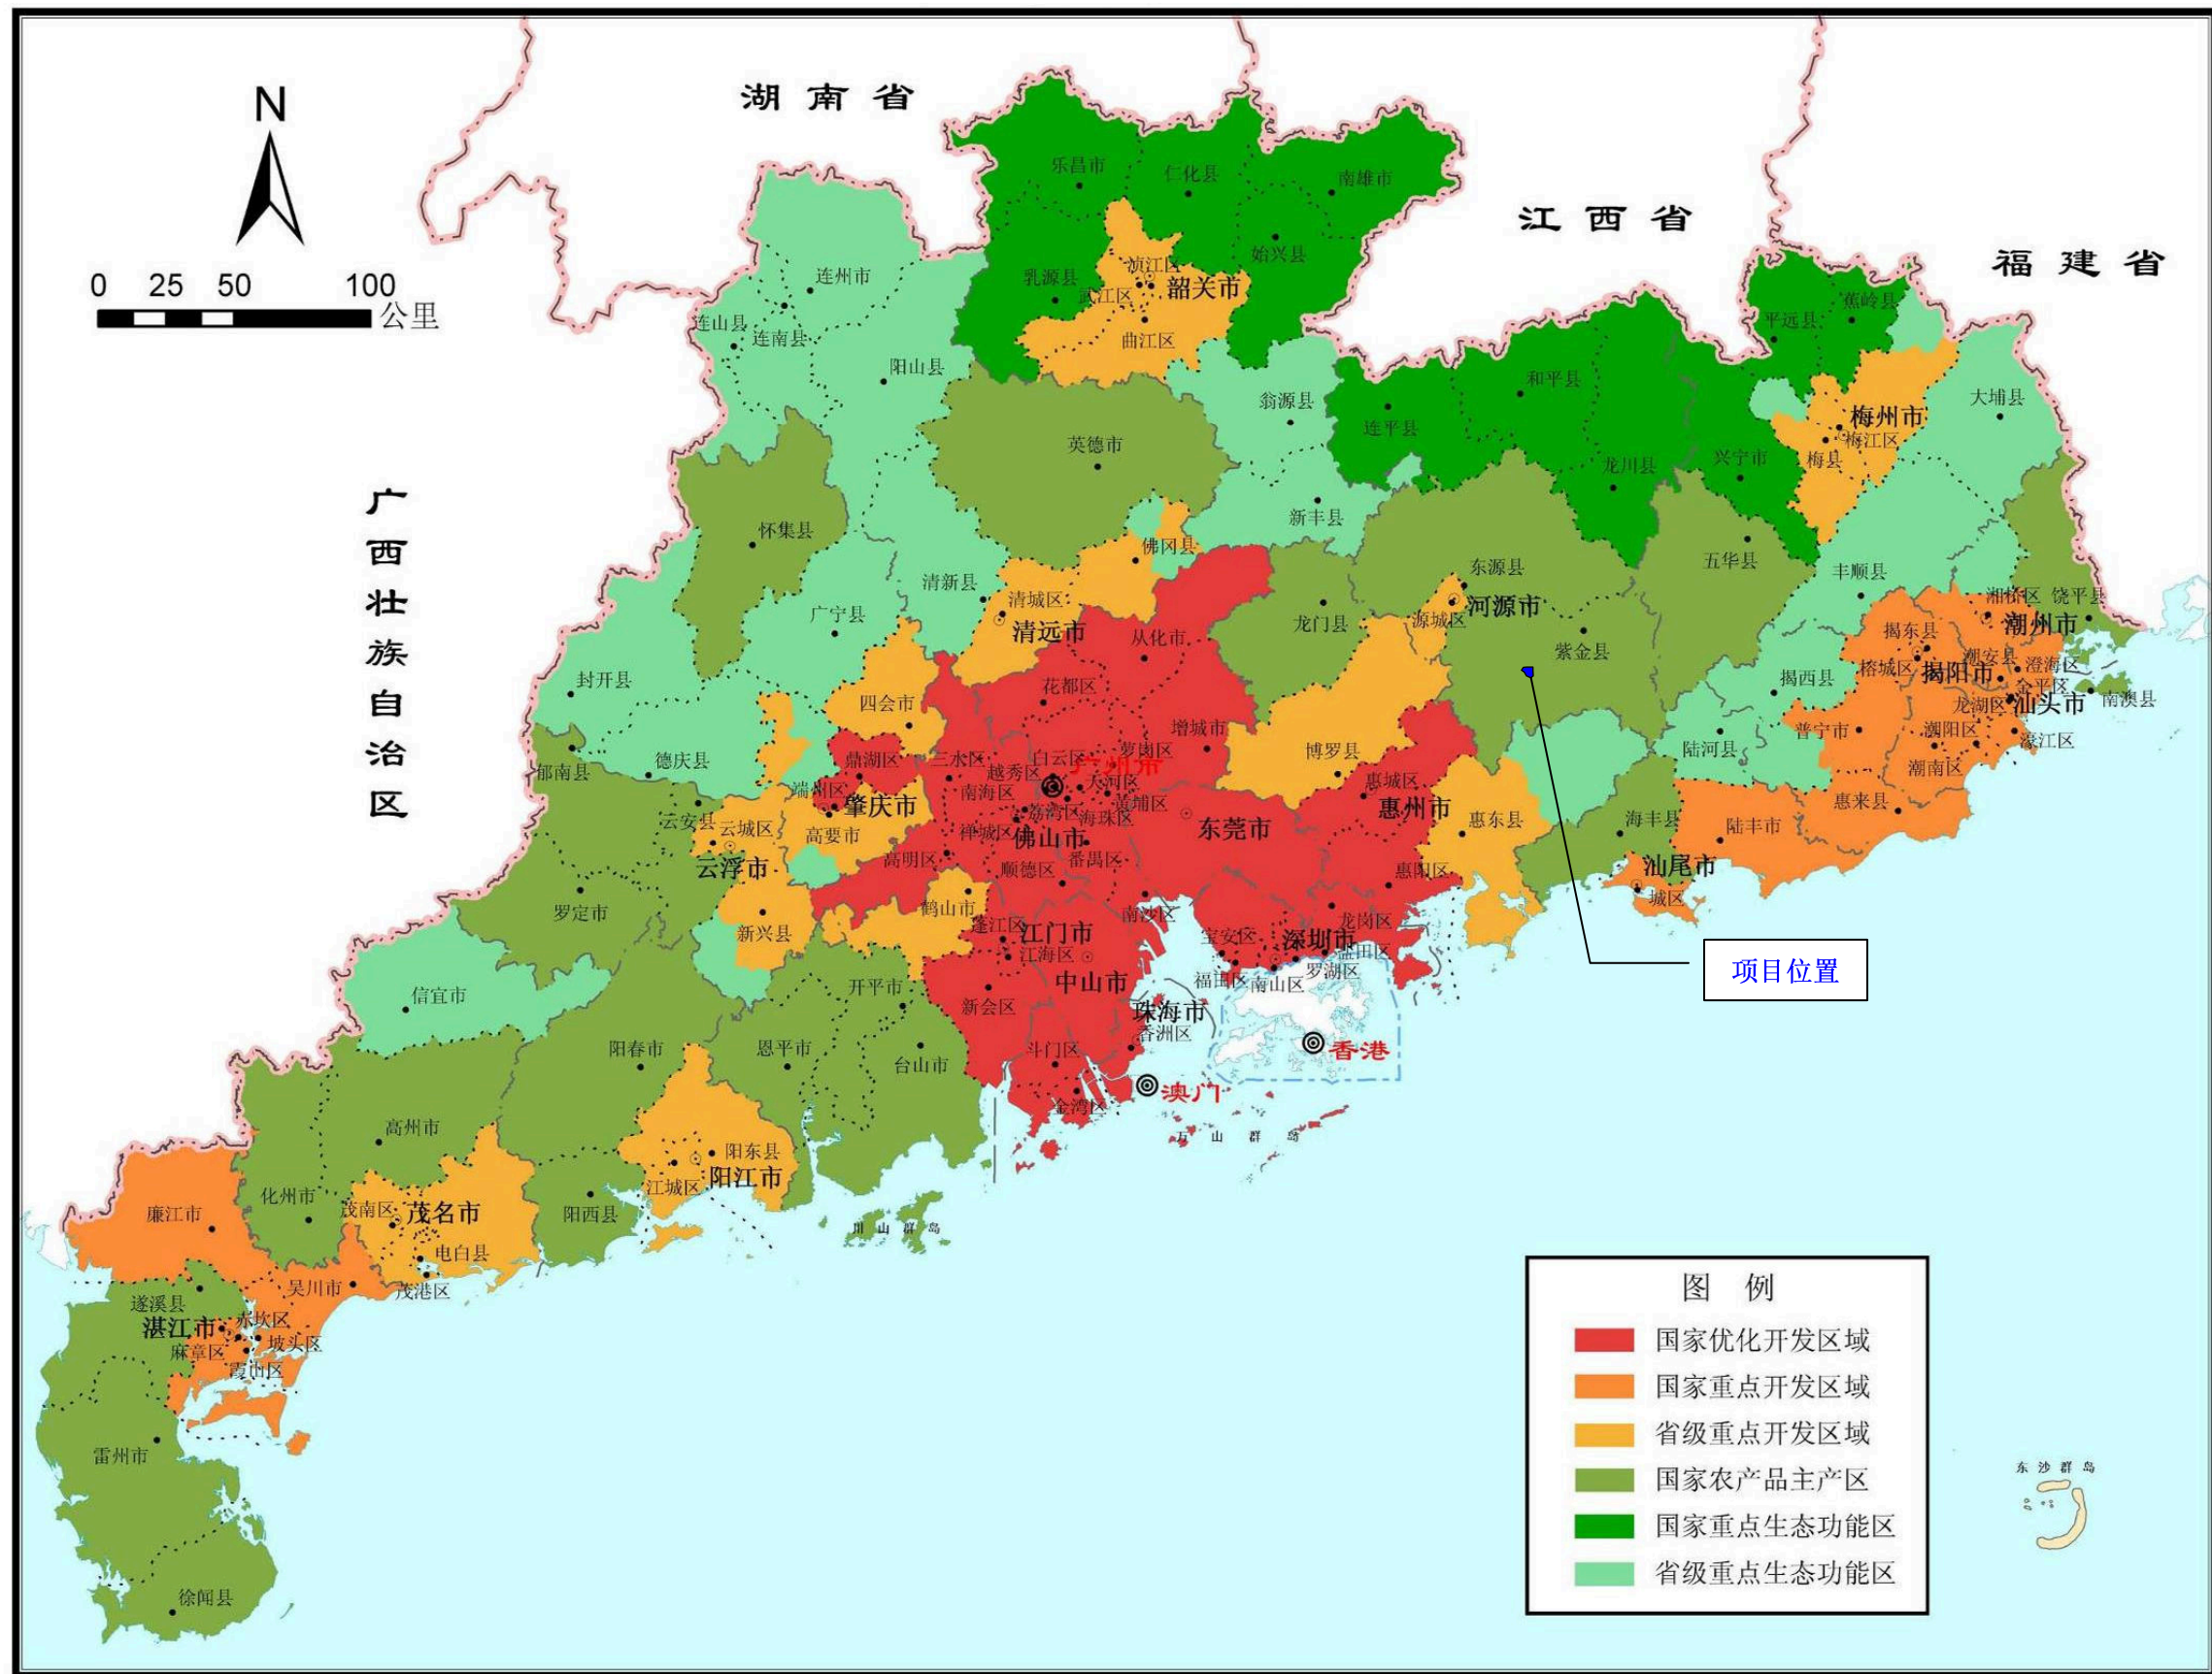 湖南省
江西省
福建省
广西壮族自治区
N
0 25 50 100
公里
乐昌市
仁化县
南雄市
始兴县
乳源县
浈江区
武江区
韶关市
曲江区
连州市
连山县
连南县
阳山县
翁源县
连平县
和平县
龙川县
兴宁市
平远县
蕉岭县
梅州市
梅江区
梅县
大埔县
英德市
怀集县
新丰县
佛冈县
清新县
清城区
清远市
广宁县
东源县
河源市
源城区
龙门县
紫金县
五华县
丰顺县
湘桥区
饶平县
潮州市
揭东县
潮安县
榕城区
揭阳市
澄海区
金平区
龙湖区
汕头市
南澳县
濠江区
潮阳区
潮南区
普宁市
揭西县
陆河县
惠来县
陆丰市
海丰县
汕尾市
城区
封开县
郁南县
德庆县
四会市
鼎湖区
端州区
肇庆市
高要市
云安县
云城区
云浮市
新兴县
罗定市
信宜市
从化市
花都区
增城市
萝岗区
白云区
广州市
越秀区
天河区
黄埔区
荔湾区
海珠区
番禺区
三水区
南海区
禅城区
佛山市
顺德区
高明区
鹤山市
蓬江区
江门市
江海区
中山市
新会区
南沙区
东莞市
博罗县
惠城区
惠州市
惠东县
惠阳区
龙岗区
宝安区
深圳市
盐田区
罗湖区
福田区
南山区
珠海市
香洲区
斗门区
金湾区
香港
澳门
万山群岛
开平市
恩平市
台山市
阳春市
阳东县
阳江市
江城区
阳西县
川山群岛
高州市
化州市
茂南区
茂名市
电白县
茂港区
廉江市
吴川市
遂溪县
赤坎区
湛江市
坡头区
麻章区
霞山区
雷州市
徐闻县
东沙群岛
项目位置
图例
国家优化开发区域
国家重点开发区域
省级重点开发区域
国家农产品主产区
国家重点生态功能区
省级重点生态功能区